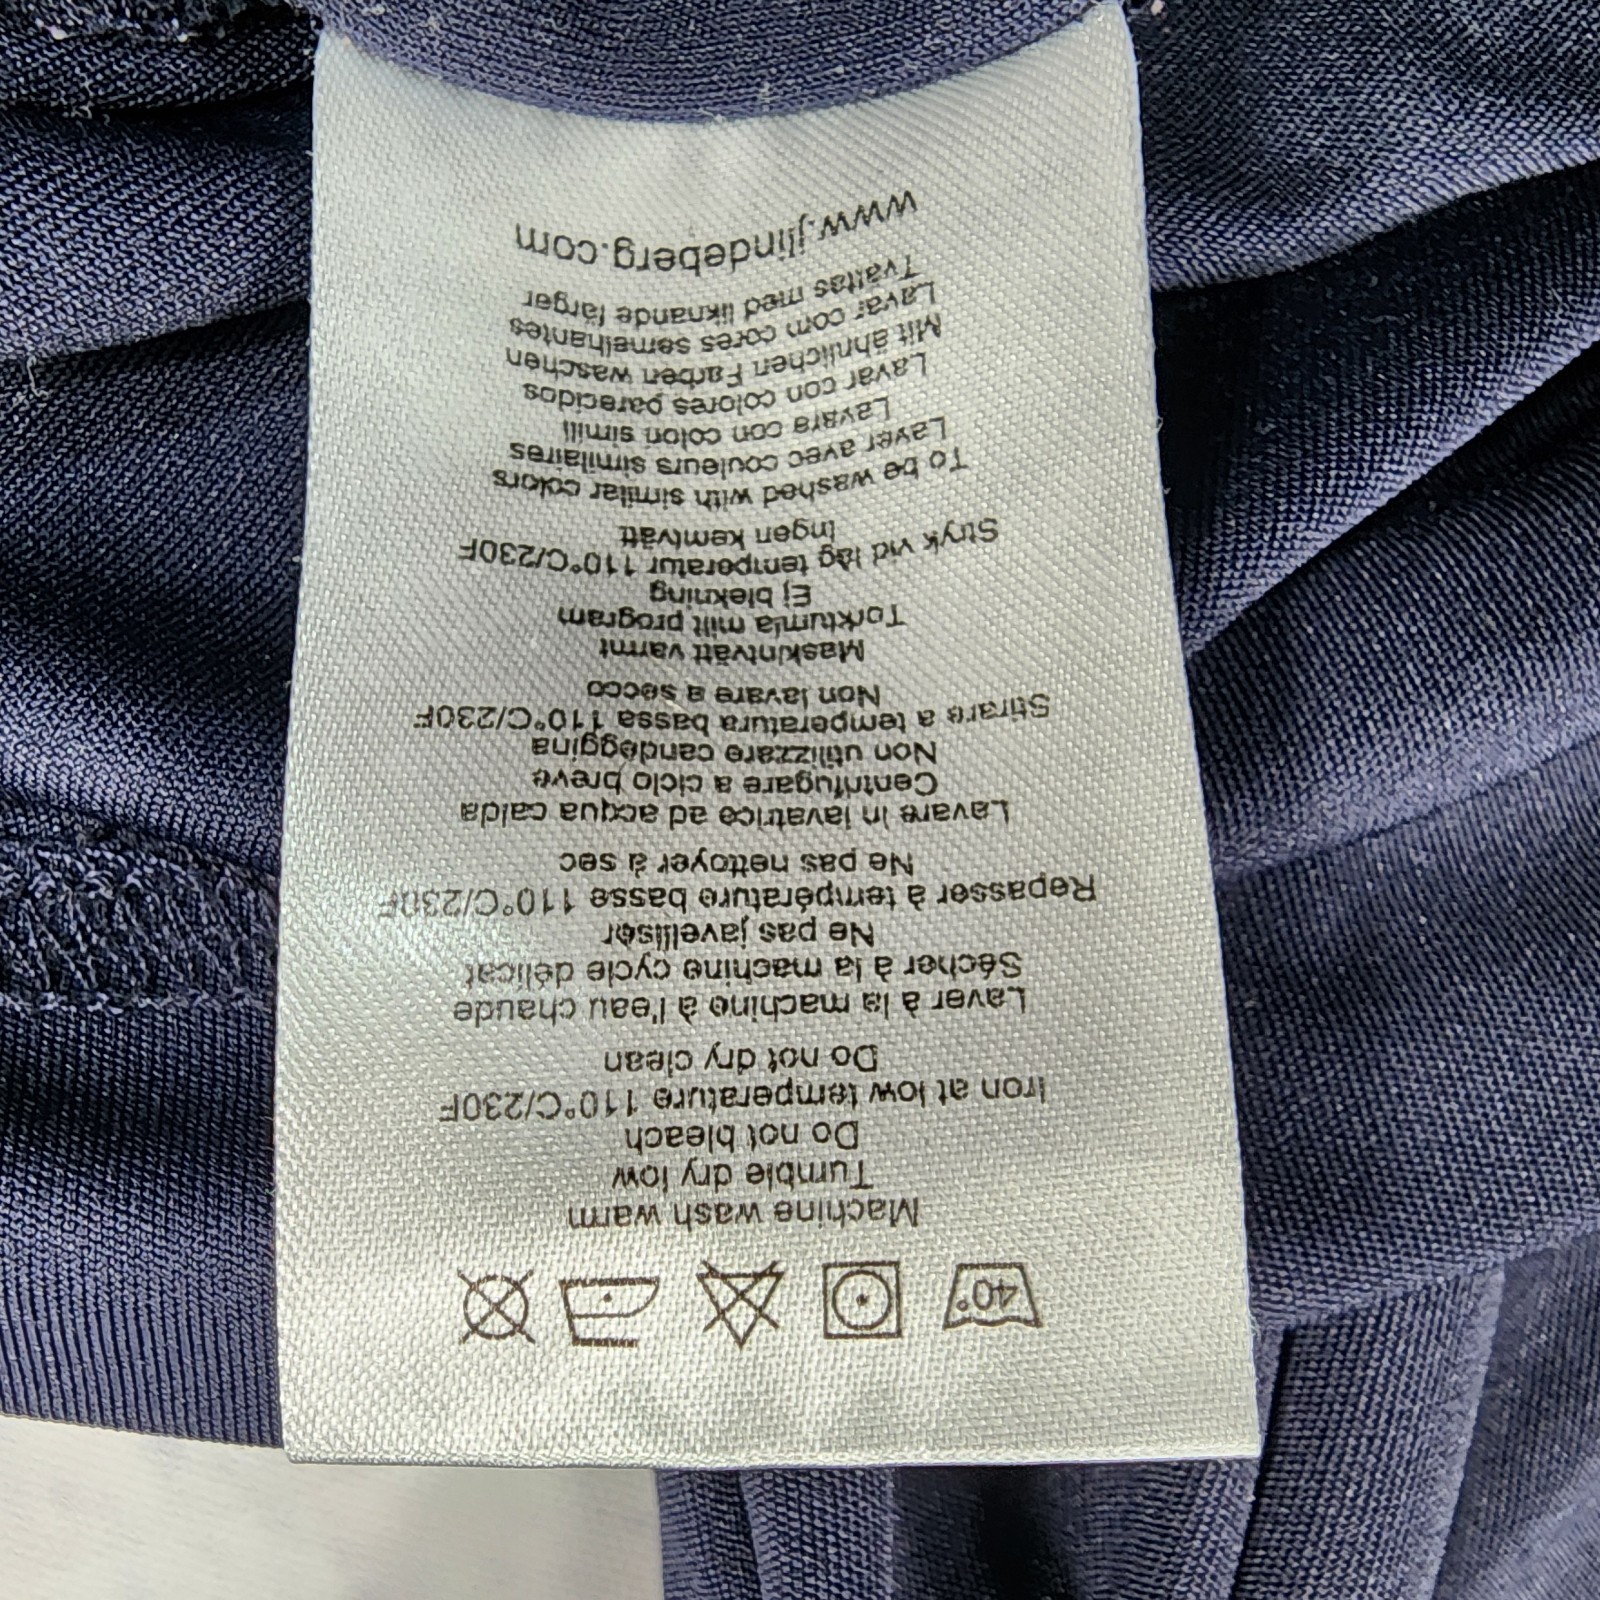 40°
Machine wash warm
Tumble dry low
Do not bleach
Iron at low temperature 110°C/230F
Do not dry clean
Laver à la machine à l'eau chaude
Sécher à la machine cycle délicat
Ne pas javelliser
Repasser à température basse 110°C/230F
Ne pas nettoyer à sec
Lavare in lavatrice ad acqua calda
Centrifugare a ciclo breve
Non utilizzare candeggina
Stirare a temperatura bassa 110°C/230F
Non lavare a secco
Maskintvätt varmt
Torktumla milt program
Ej blekning
Stryk vid låg temperatur 110°C/230F
Ingen kemtvätt
To be washed with similar colors
Laver avec couleurs similaires
Lavara con colon simili
Lavar con colores parecidos
Mit ähnlichen Farben waschen
Lavar com cores semelhantes
Tvättas med liknande färger
www.jlindeberg.com